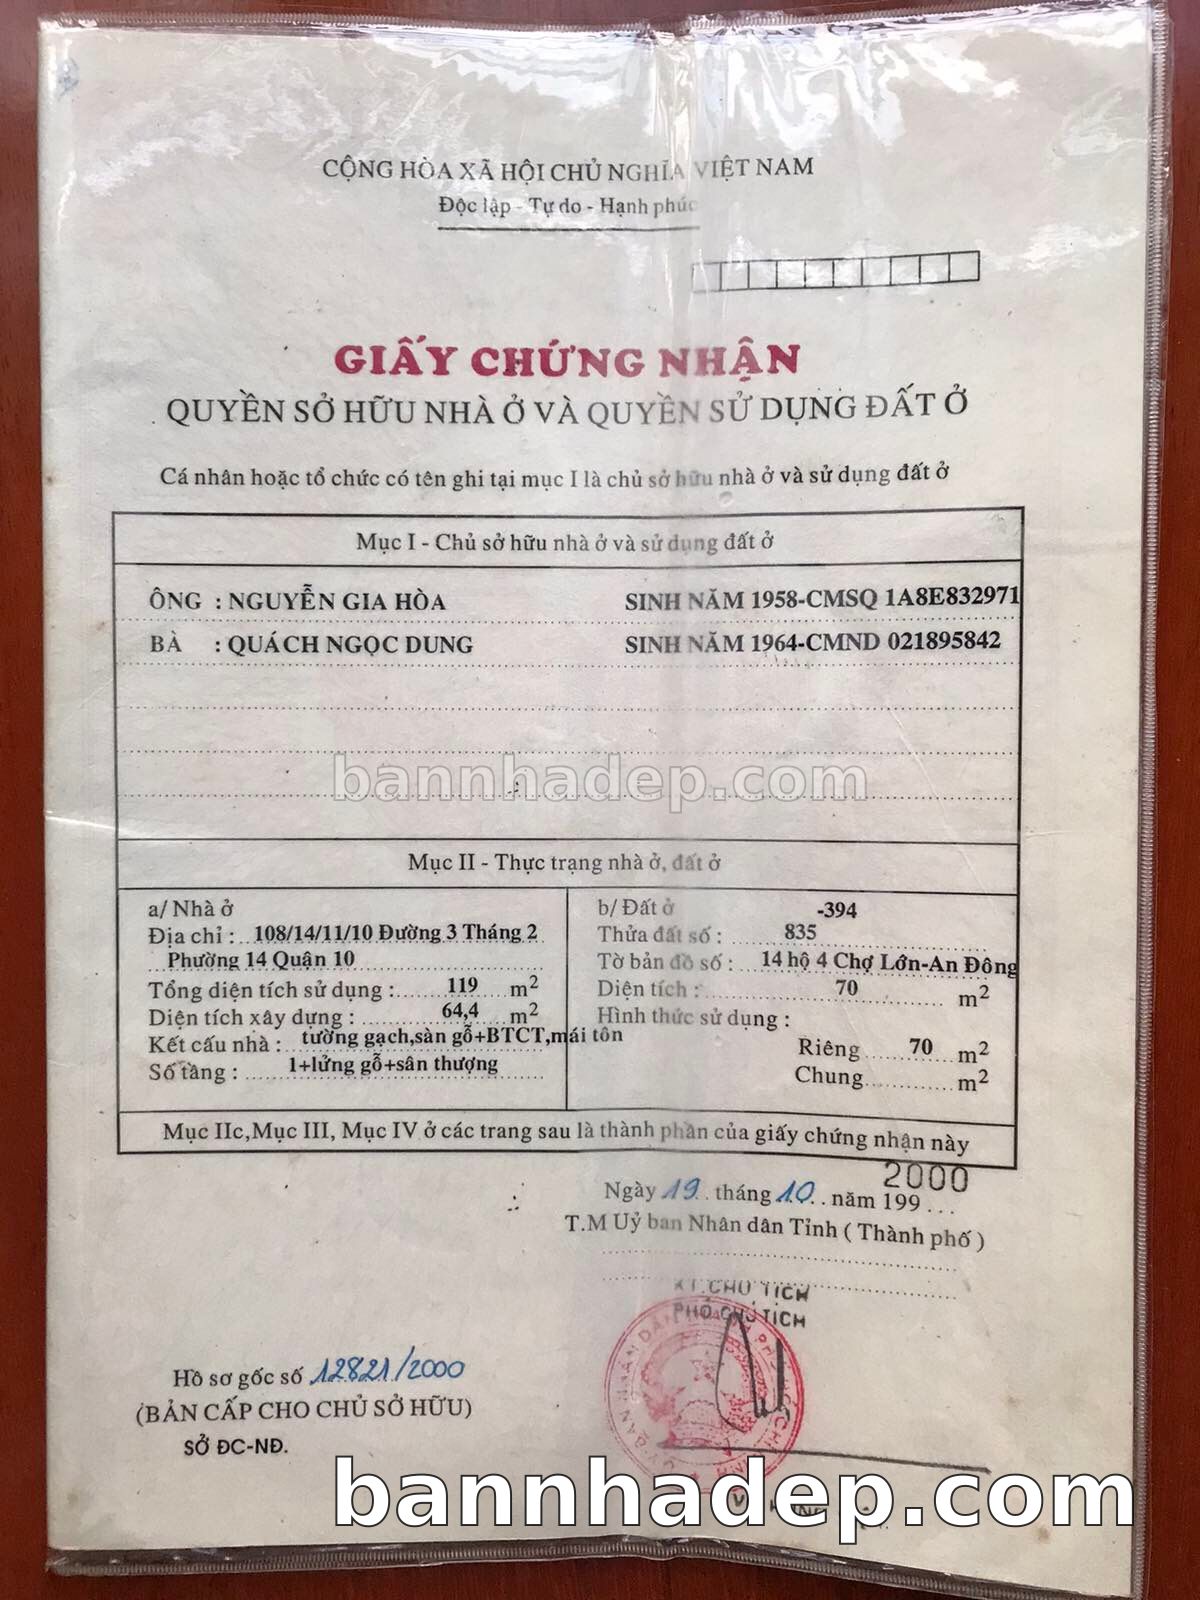 CỘNG HÒA XÃ HỘI CHỦ NGHĨA VIỆT NAM
Độc lập - Tự do - Hạnh phúc
GIẤY CHỨNG NHẬN
QUYỀN SỞ HỮU NHÀ Ở VÀ QUYỀN SỬ DỤNG ĐẤT Ở
Cá nhân hoặc tổ chức có tên ghi tại mục I là chủ sở hữu nhà ở và sử dụng đất ở
Mục I - Chủ sở hữu nhà ở và sử dụng đất ở
ÔNG : NGUYỄN GIA HÒA SINH NĂM 1958-CMSQ 1A8E832971
BÀ : QUÁCH NGỌC DUNG SINH NĂM 1964-CMND 021895842
bannhadep.com
Mục II - Thực trạng nhà ở, đất ở
a/ Nhà ở
Địa chỉ : 108/14/11/10 Đường 3 Tháng 2
Phường 14 Quận 10
Tổng diện tích sử dụng : 119 m2
Diện tích xây dựng : 64,4 m2
Kết cấu nhà : tường gạch,sàn gỗ+BTCT,mái tôn
Số tầng : 1+lửng gỗ+sân thượng
b/ Đất ở -394
Thửa đất số : 835
Tờ bản đồ số : 14 hộ 4 Chợ Lớn-An Đông
Diện tích : 70 m2
Hình thức sử dụng :
Riêng 70 m2
Chung m2
Mục IIc,Mục III, Mục IV ở các trang sau là thành phần của giấy chứng nhận này
2000
Ngày 19 tháng 10 năm 199
T.M Uỷ ban Nhân dân Tỉnh ( Thành phố )
KT.CHỦ TỊCH
PHÓ CHỦ TỊCH
Hồ sơ gốc số 12821/2000
(BẢN CẤP CHO CHỦ SỞ HỮU)
SỞ ĐC-NĐ.
bannhadep.com